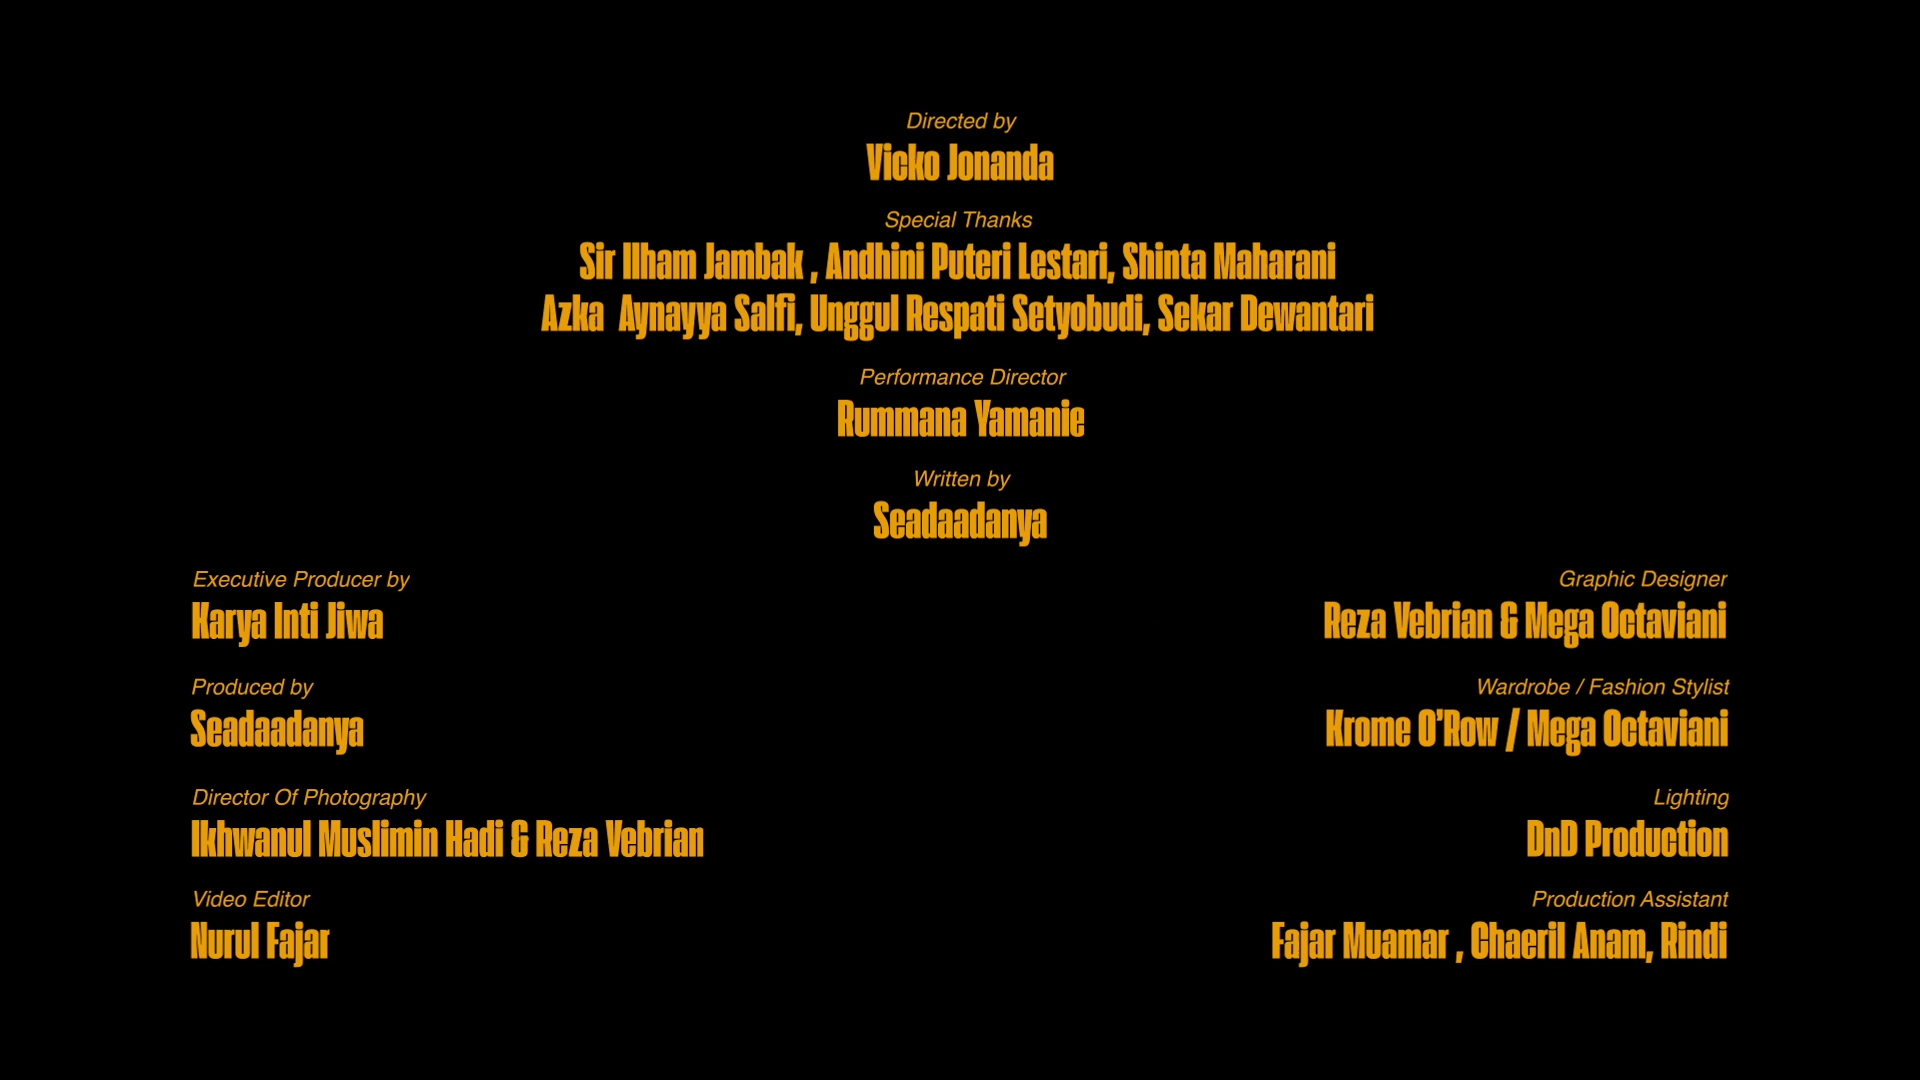 Directed by
Vicko Jonanda
Special Thanks
Sir Ilham Jambak , Andhini Puteri Lestari, Shinta Maharani
Azka  Aynayya Salfi, Unggul Respati Setyobudi, Sekar Dewantari
Performance Director
Rummana Yamanie
Written by
Seadaadanya
Executive Producer by
Karya Inti Jiwa
Produced by
Seadaadanya
Director Of Photography
Ikhwanul Muslimin Hadi & Reza Vebrian
Video Editor
Nurul Fajar
Graphic Designer
Reza Vebrian & Mega Octaviani
Wardrobe / Fashion Stylist
Krome O'Row / Mega Octaviani
Lighting
DnD Production
Production Assistant
Fajar Muamar , Chaeril Anam, Rindi